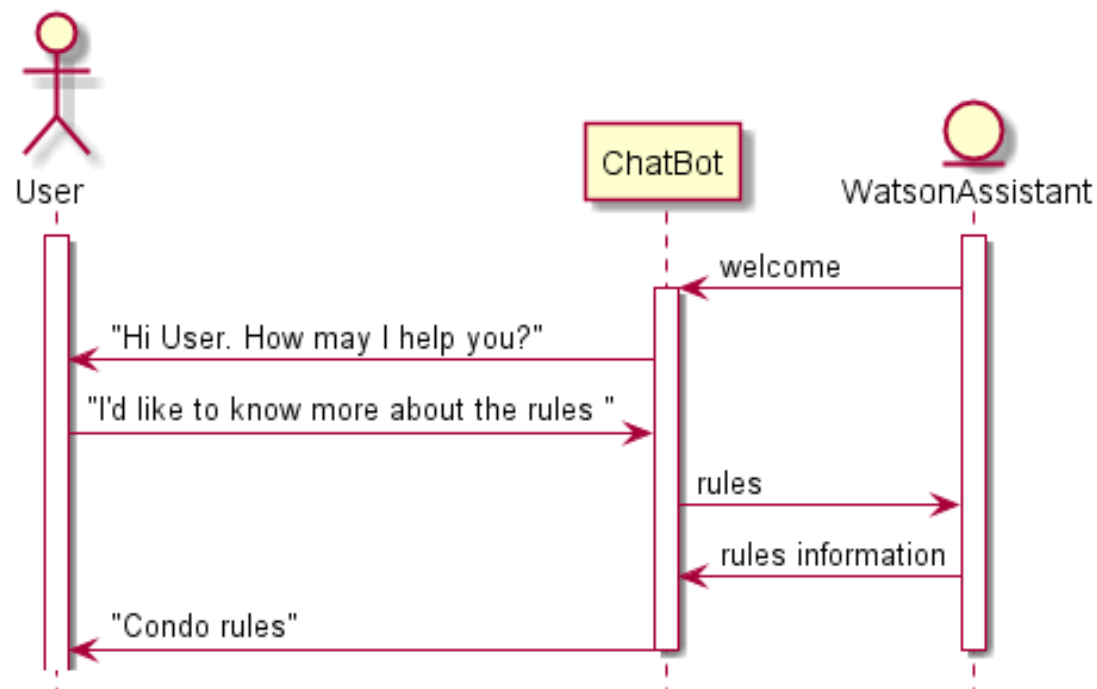 User
ChatBot
WatsonAssistant
welcome
"Hi User. How may I help you?"
"I'd like to know more about the rules "
rules
rules information
"Condo rules"